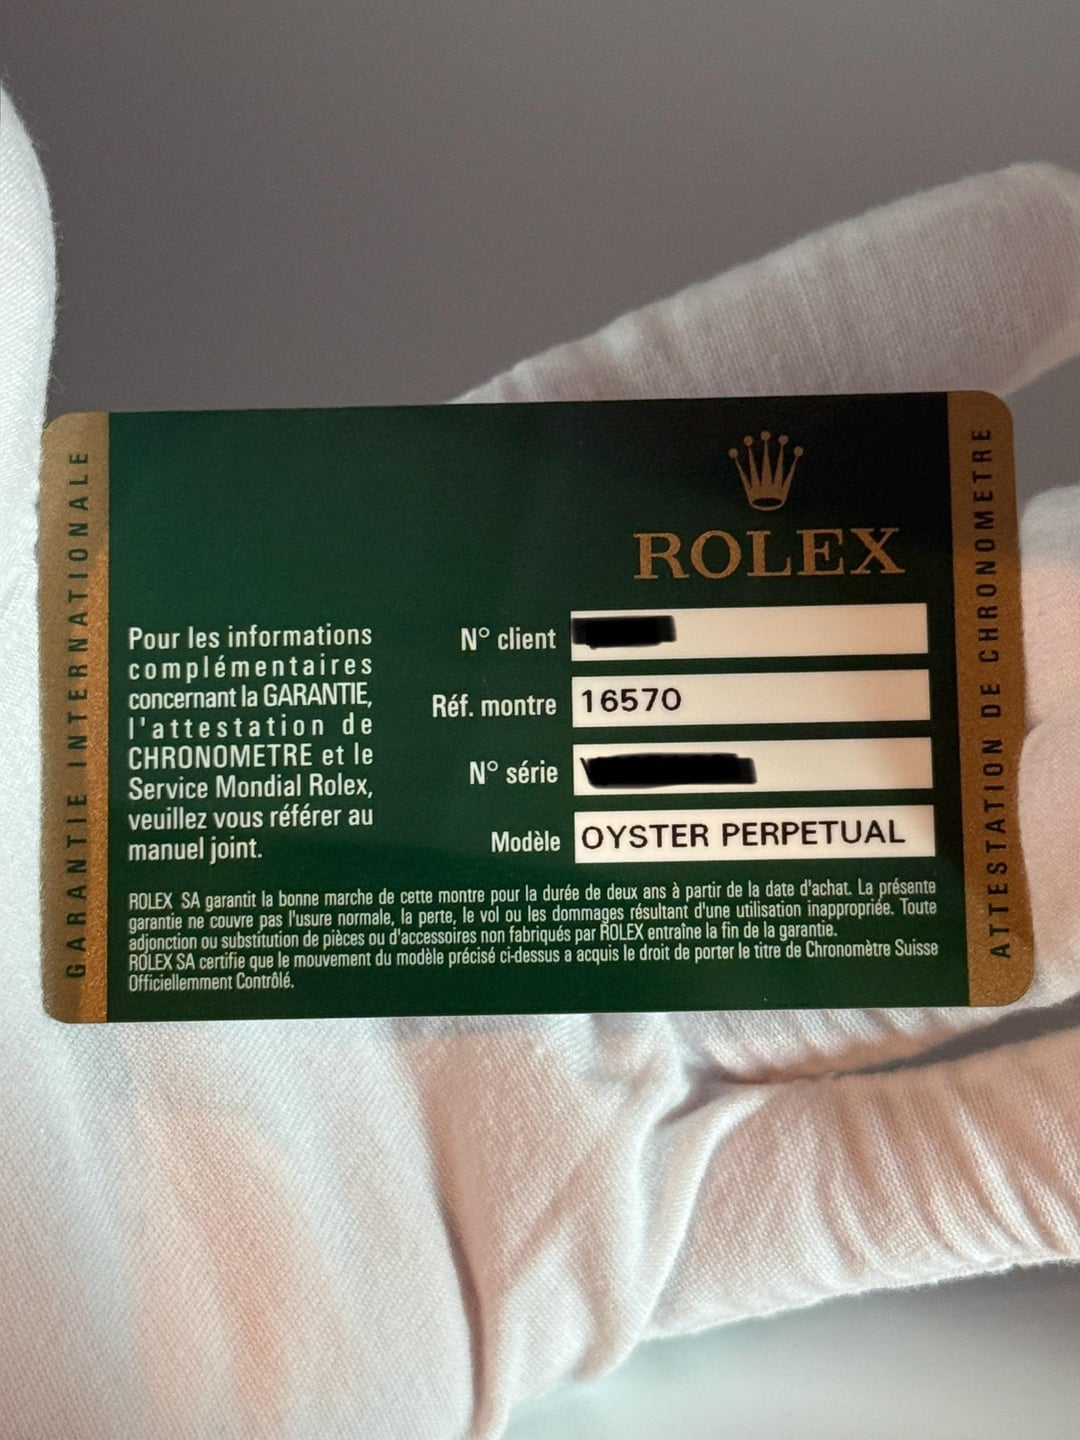 GARANTIE INTERNATIONALE
ROLEX
Pour les informations
complémentaires
concernant la GARANTIE,
l'attestation de
CHRONOMETRE et le
Service Mondial Rolex,
veuillez vous référer au
manuel joint.
N° client
Réf. montre 16570
N° série
Modèle OYSTER PERPETUAL
ROLEX SA garantit la bonne marche de cette montre pour la durée de deux ans à partir de la date d'achat. La présente
garantie ne couvre pas l'usure normale, la perte, le vol ou les dommages résultant d'une utilisation inappropriée. Toute
adjonction ou substitution de pièces ou d'accessoires non fabriqués par ROLEX entraîne la fin de la garantie.
ROLEX SA certifie que le mouvement du modèle précisé ci-dessus a acquis le droit de porter le titre de Chronomètre Suisse
Officiellemment Contrôlé.
ATTESTATION DE CHRONOMETRE